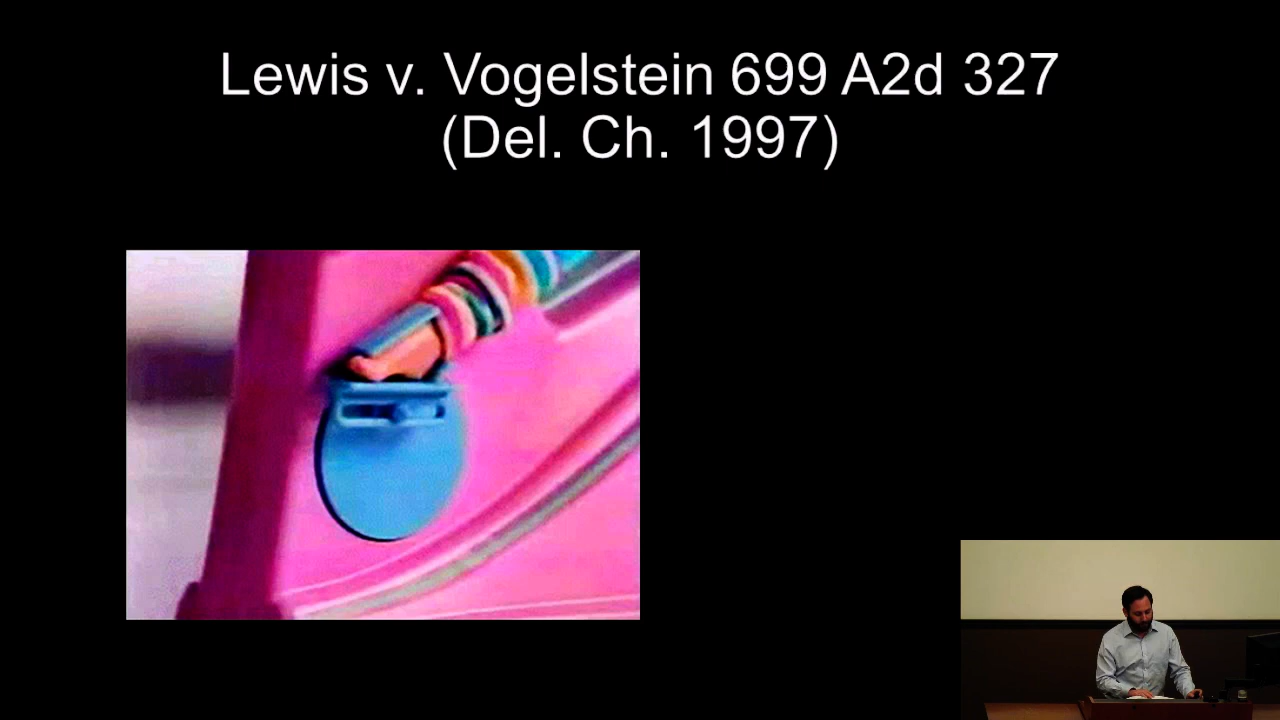 Lewis v. Vogelstein 699 A2d 327
(Del. Ch. 1997)